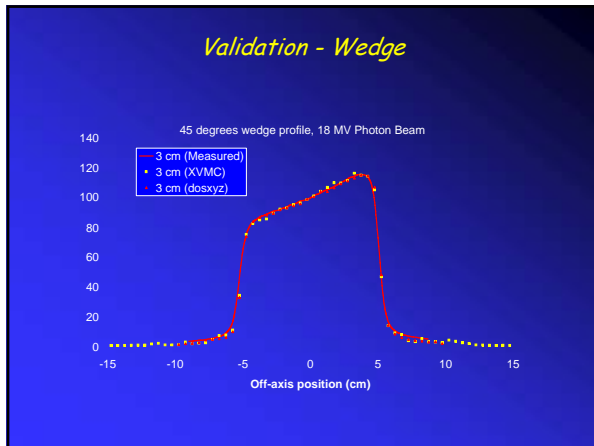 Validation - Wedge
45 degrees wedge profile, 18 MV Photon Beam
3 cm (Measured)
3 cm (XVMC)
3 cm (dosxyz)
140
120
100
80
60
40
20
0
-15 -10 -5 0 5 10 15
Off-axis position (cm)